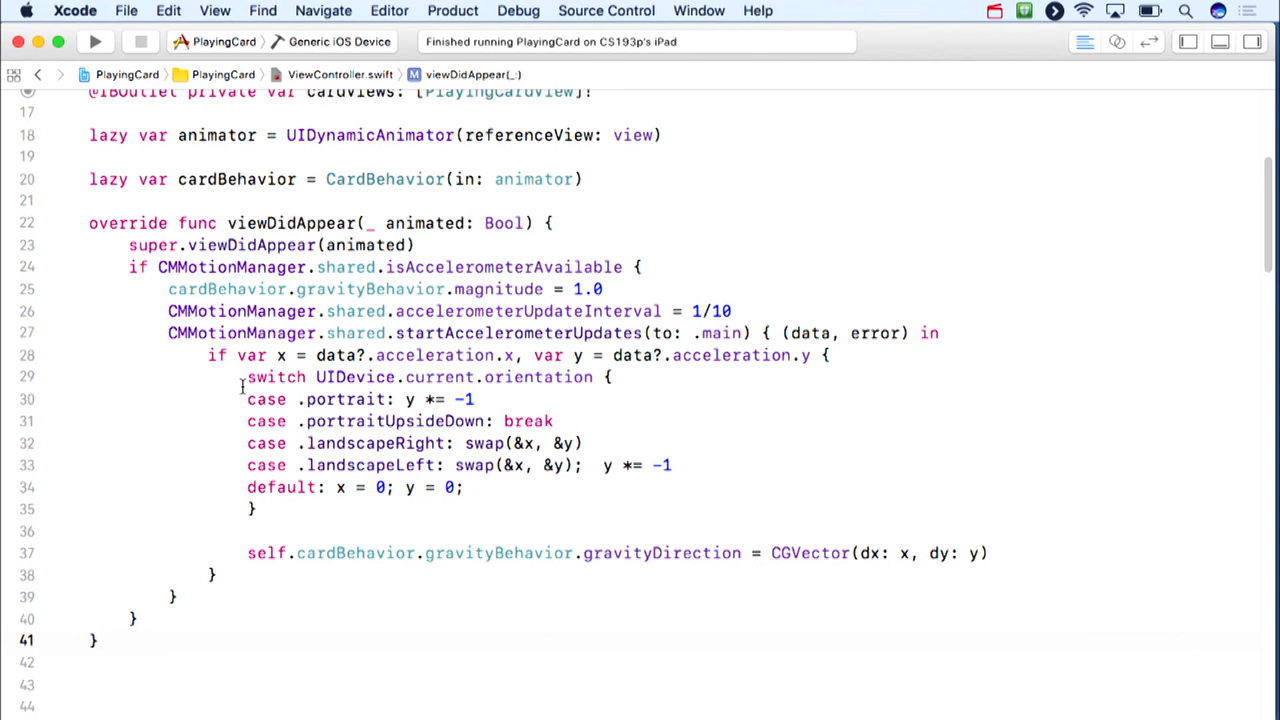 Xcode File Edit View Find Navigate Editor Product Debug Source Control Window Help
PlayingCard Generic iOS Device Finished running PlayingCard on CS193p's iPad
PlayingCard PlayingCard ViewController.swift M viewDidAppear(_:)
@IBOutlet private var cardViews: [PlayingCardView]!
17
18 lazy var animator = UIDynamicAnimator(referenceView: view)
19
20 lazy var cardBehavior = CardBehavior(in: animator)
21
22 override func viewDidAppear(_ animated: Bool) {
23 super.viewDidAppear(animated)
24 if CMMotionManager.shared.isAccelerometerAvailable {
25 cardBehavior.gravityBehavior.magnitude = 1.0
26 CMMotionManager.shared.accelerometerUpdateInterval = 1/10
27 CMMotionManager.shared.startAccelerometerUpdates(to: .main) { (data, error) in
28 if var x = data?.acceleration.x, var y = data?.acceleration.y {
29 switch UIDevice.current.orientation {
30 case .portrait: y *= -1
31 case .portraitUpsideDown: break
32 case .landscapeRight: swap(&x, &y)
33 case .landscapeLeft: swap(&x, &y); y *= -1
34 default: x = 0; y = 0;
35 }
36
37 self.cardBehavior.gravityBehavior.gravityDirection = CGVector(dx: x, dy: y)
38 }
39 }
40 }
41 }
42
43
44